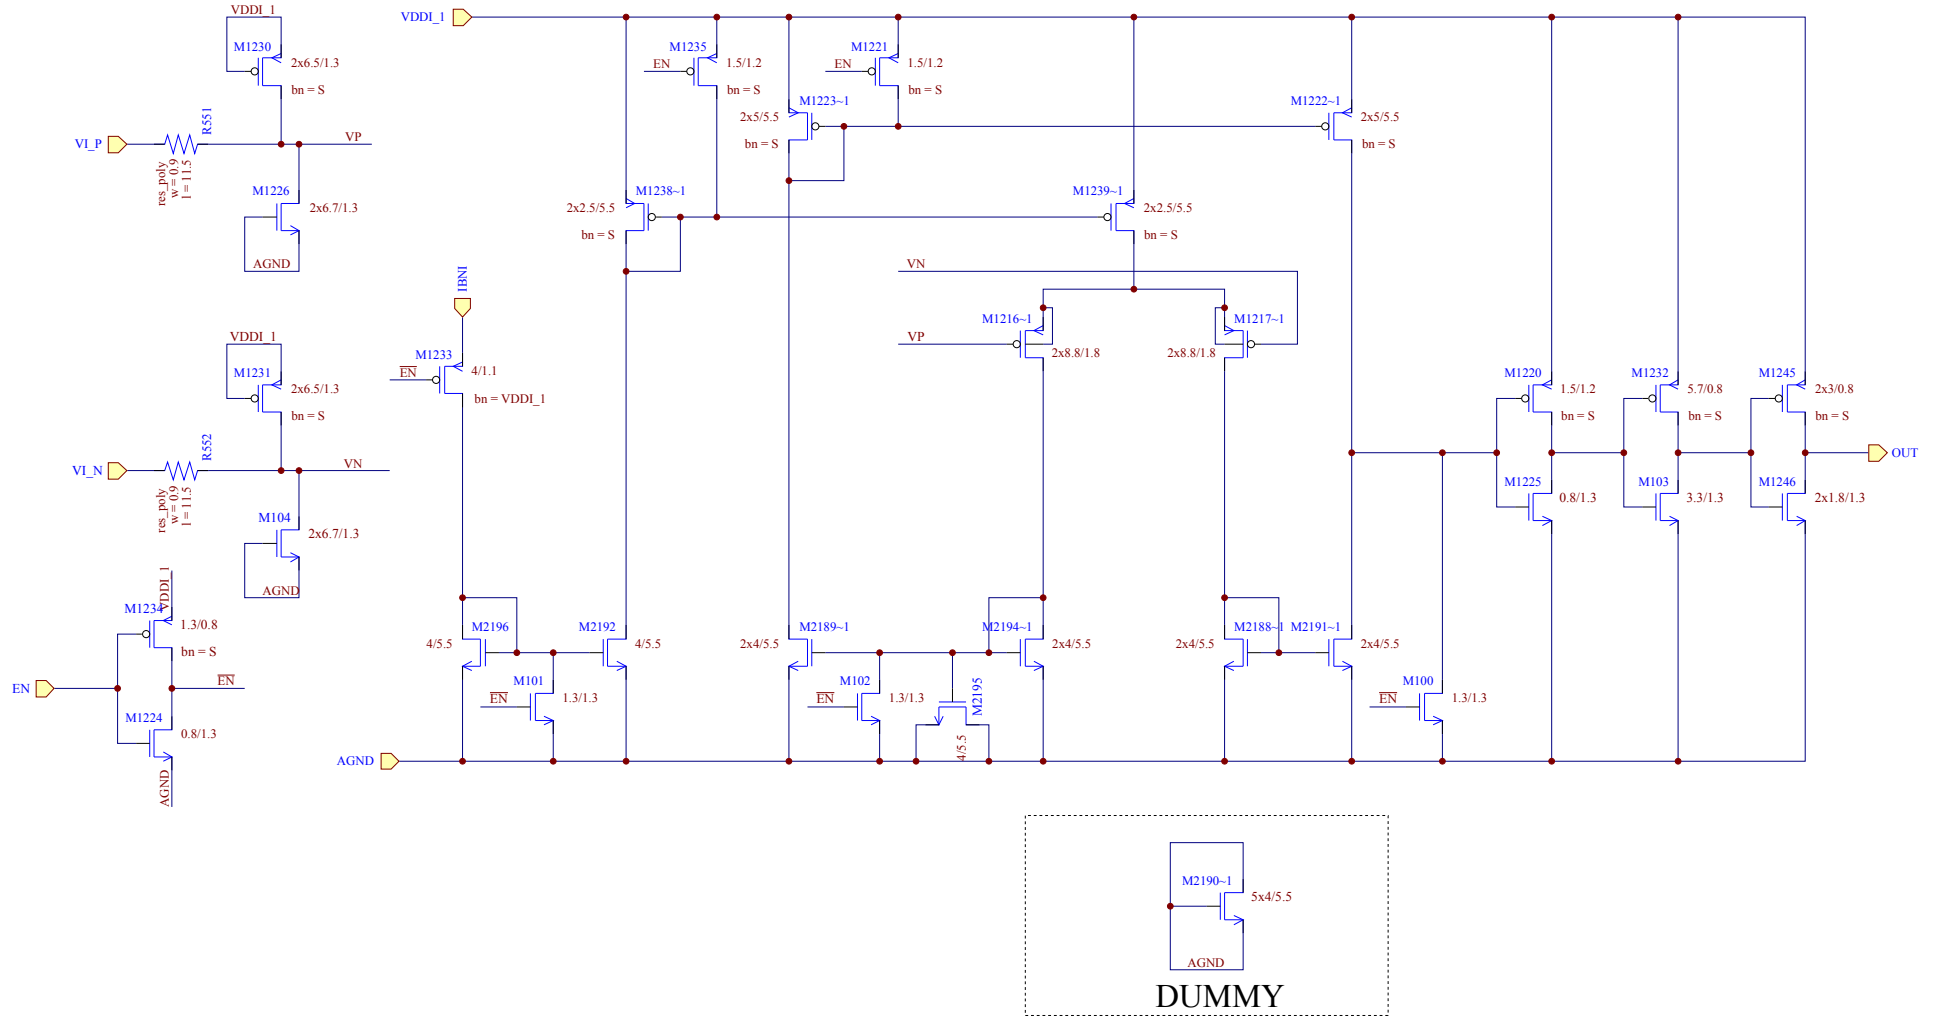 VDDI_1
M1230
2x6.5/1.3
bn = S
R551
VI_P
VP
res_poly
w = 0.9
l = 11.5
M1226
2x6.7/1.3
AGND
VDDI_1
M1231
2x6.5/1.3
bn = S
R552
VI_N
VN
res_poly
w = 0.9
l = 11.5
M104
2x6.7/1.3
AGND
VDDI_1
M1234
1.3/0.8
bn = S
EN
E̅N̅
M1224
0.8/1.3
AGND
VDDI_1
M1235
EN
1.5/1.2
bn = S
M1221
EN
1.5/1.2
bn = S
M1223~1
2x5/5.5
bn = S
M1222~1
2x5/5.5
bn = S
M1238~1
2x2.5/5.5
bn = S
M1239~1
2x2.5/5.5
bn = S
IBNI
M1233
E̅N̅
4/1.1
bn = VDDI_1
VN
M1216~1
VP
2x8.8/1.8
M1217~1
2x8.8/1.8
M1220
1.5/1.2
bn = S
M1232
5.7/0.8
bn = S
M1245
2x3/0.8
bn = S
OUT
M1225
0.8/1.3
M103
3.3/1.3
M1246
2x1.8/1.3
M2196
4/5.5
M2192
4/5.5
M101
E̅N̅
1.3/1.3
M2189~1
2x4/5.5
M2194~1
2x4/5.5
M102
E̅N̅
1.3/1.3
M2195
4/5.5
M2188~1
2x4/5.5
M2191~1
2x4/5.5
M100
E̅N̅
1.3/1.3
AGND
M2190~1
5x4/5.5
AGND
DUMMY